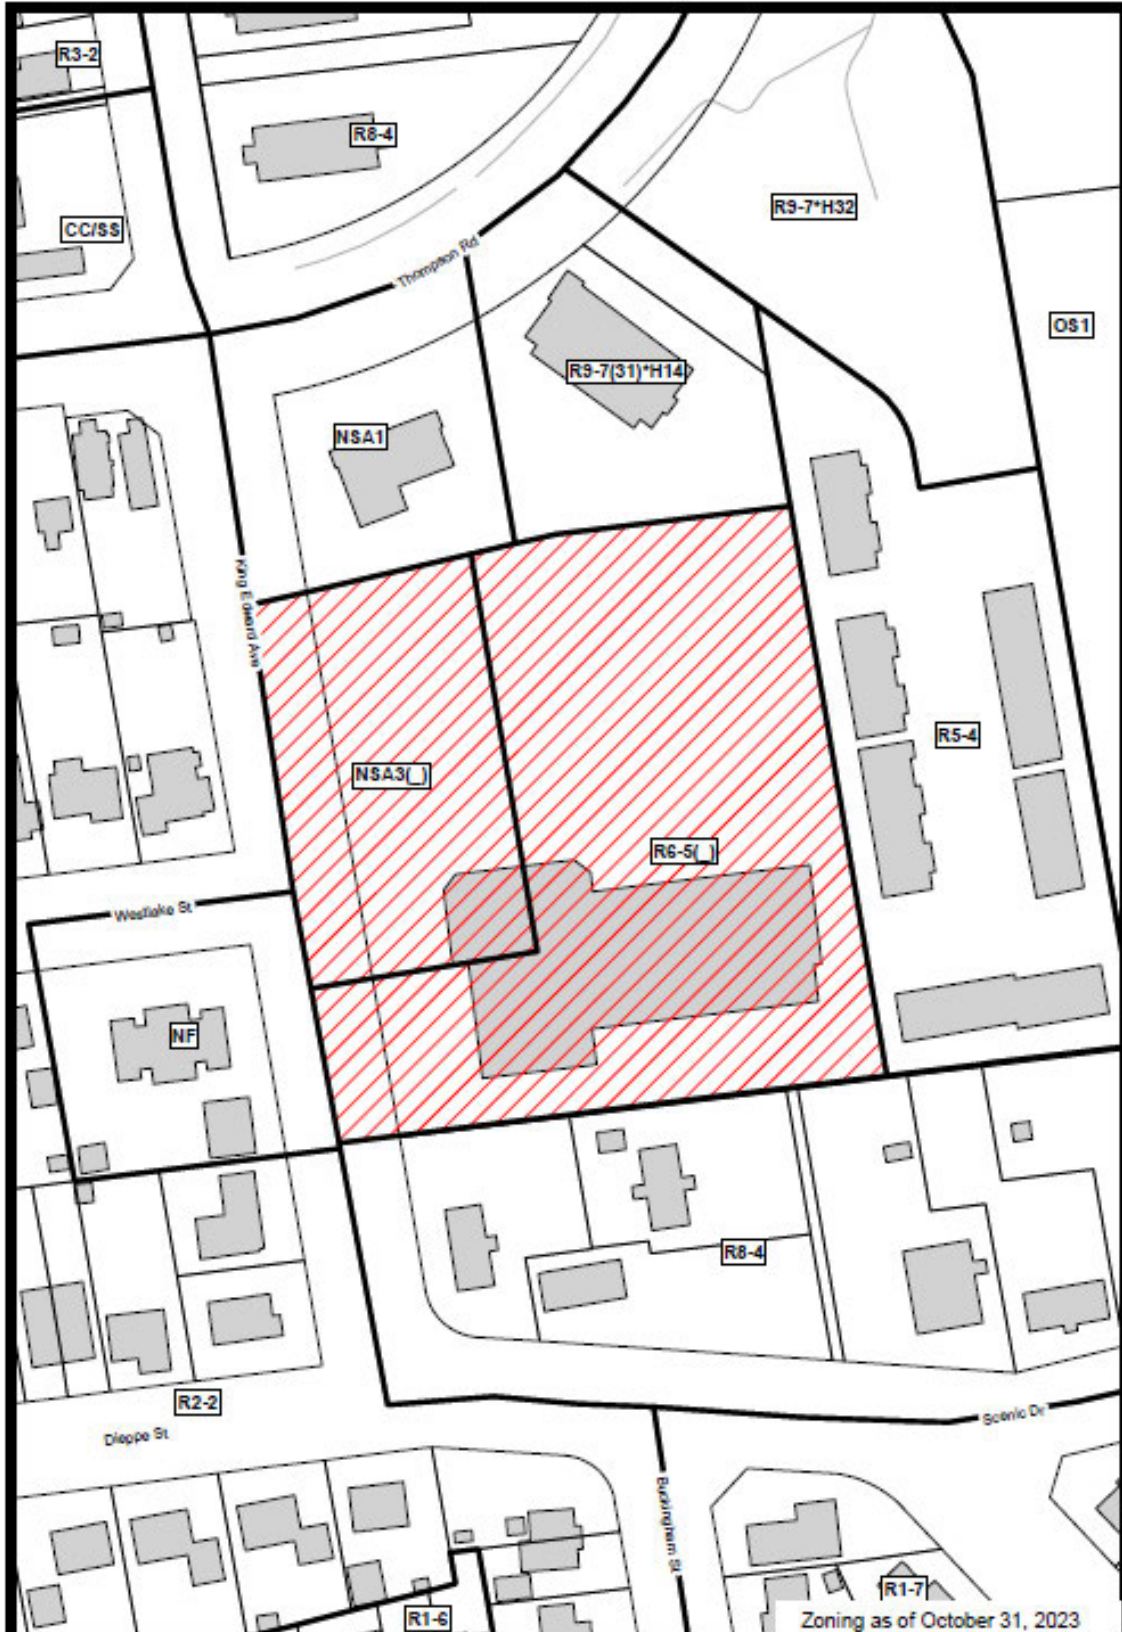 R3-2
R8-4
R9-7*H32
CC/SS
Thompson Rd
OS1
R9-7(31)*H14
NSA1
King Edward Ave
R5-4
NSA3(_)
R6-5(_)
Westlake St
NF
R8-4
R2-2
Scenic Dr
Dieppe St
Buckingham St
R1-7
R1-6
Zoning as of October 31, 2023